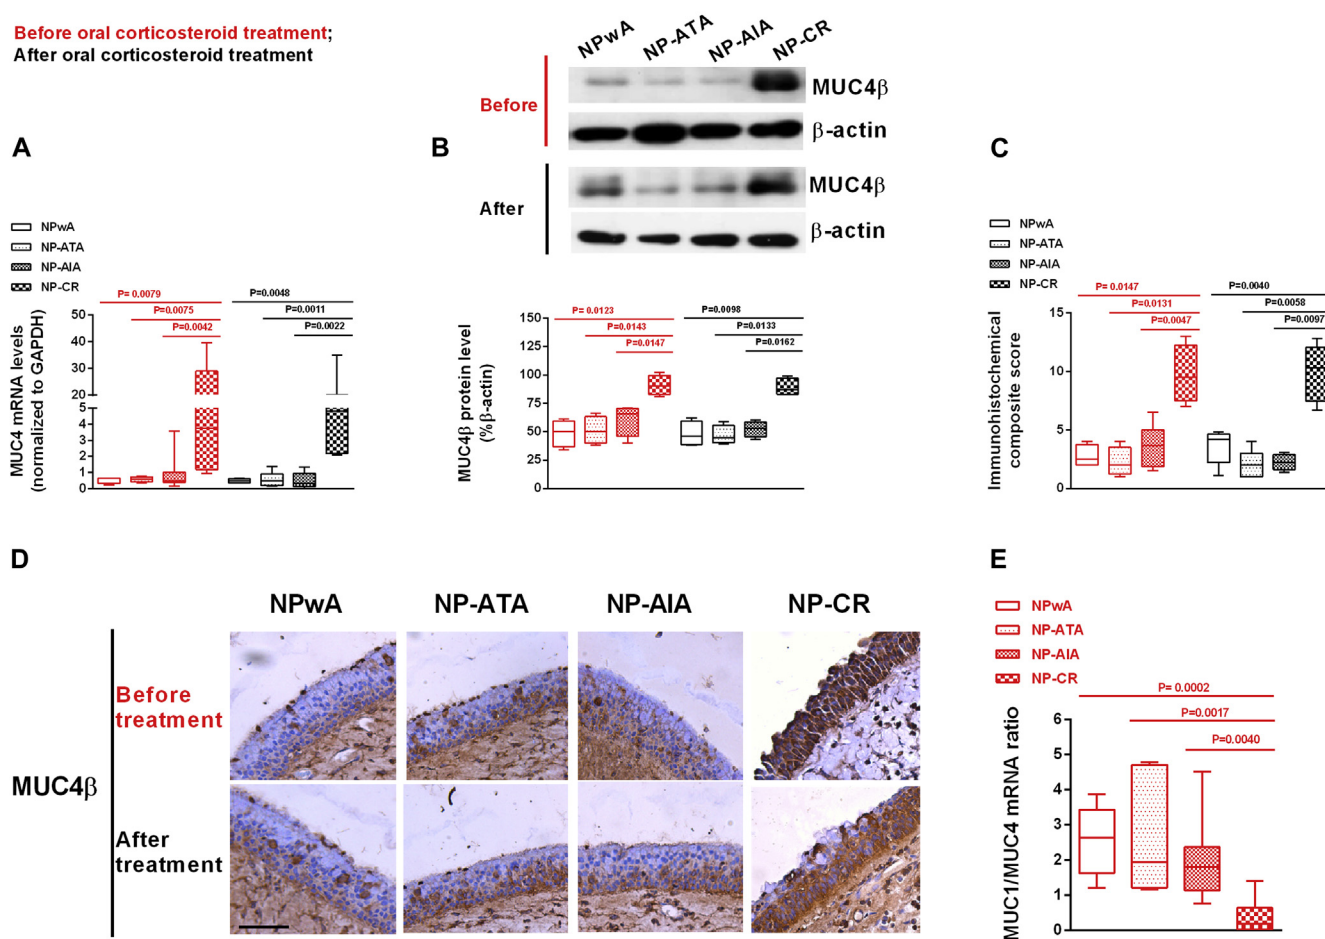 Before oral corticosteroid treatment;
After oral corticosteroid treatment
NPwA
NP-ATA
NP-AIA
NP-CR
Before
MUC4β
β-actin
After
MUC4β
β-actin
A
NPwA
NP-ATA
NP-AIA
NP-CR
P= 0.0079
P=0.0075
P=0.0042
P=0.0048
P=0.0011
P=0.0022
MUC4 mRNA levels
(normalized to GAPDH)
50
40
30
20
5
4
3
2
1
0
B
P= 0.0123
P=0.0143
P=0.0147
P=0.0098
P=0.0133
P=0.0162
MUC4β protein level
(%β-actin)
150
100
50
0
C
NPwA
NP-ATA
NP-AIA
NP-CR
P= 0.0147
P=0.0131
P=0.0047
P=0.0040
P=0.0058
P=0.0097
Immunohistochemical
composite score
15
10
5
0
D
NPwA
NP-ATA
NP-AIA
NP-CR
MUC4β
Before
treatment
After
treatment
E
NPwA
NP-ATA
NP-AIA
NP-CR
P= 0.0002
P=0.0017
P=0.0040
MUC1/MUC4 mRNA ratio
6
5
4
3
2
1
0